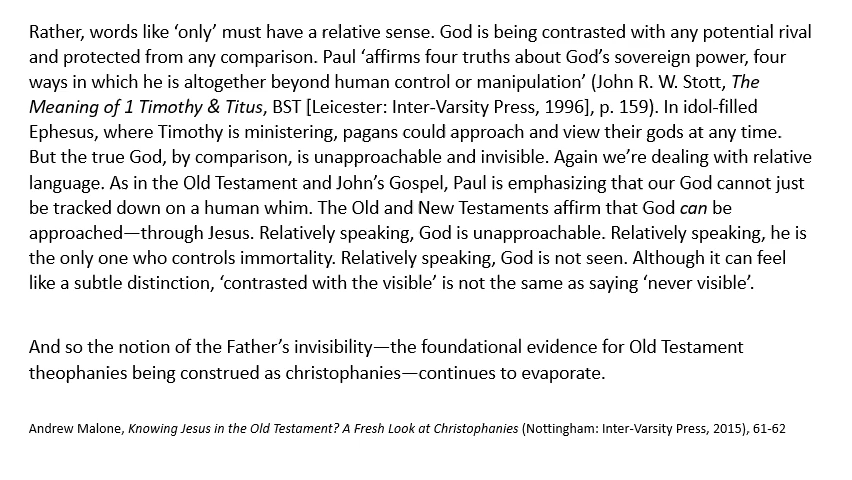 Rather, words like ‘only’ must have a relative sense. God is being contrasted with any potential rival
and protected from any comparison. Paul ‘affirms four truths about God’s sovereign power, four
ways in which he is altogether beyond human control or manipulation’ (John R. W. Stott, The
Meaning of 1 Timothy & Titus, BST [Leicester: Inter-Varsity Press, 1996], p. 159). In idol-filled
Ephesus, where Timothy is ministering, pagans could approach and view their gods at any time.
But the true God, by comparison, is unapproachable and invisible. Again we’re dealing with relative
language. As in the Old Testament and John’s Gospel, Paul is emphasizing that our God cannot just
be tracked down on a human whim. The Old and New Testaments affirm that God can be
approached—through Jesus. Relatively speaking, God is unapproachable. Relatively speaking, he is
the only one who controls immortality. Relatively speaking, God is not seen. Although it can feel
like a subtle distinction, ‘contrasted with the visible’ is not the same as saying ‘never visible’.
And so the notion of the Father’s invisibility—the foundational evidence for Old Testament
theophanies being construed as christophanies—continues to evaporate.
Andrew Malone, Knowing Jesus in the Old Testament? A Fresh Look at Christophanies (Nottingham: Inter-Varsity Press, 2015), 61-62